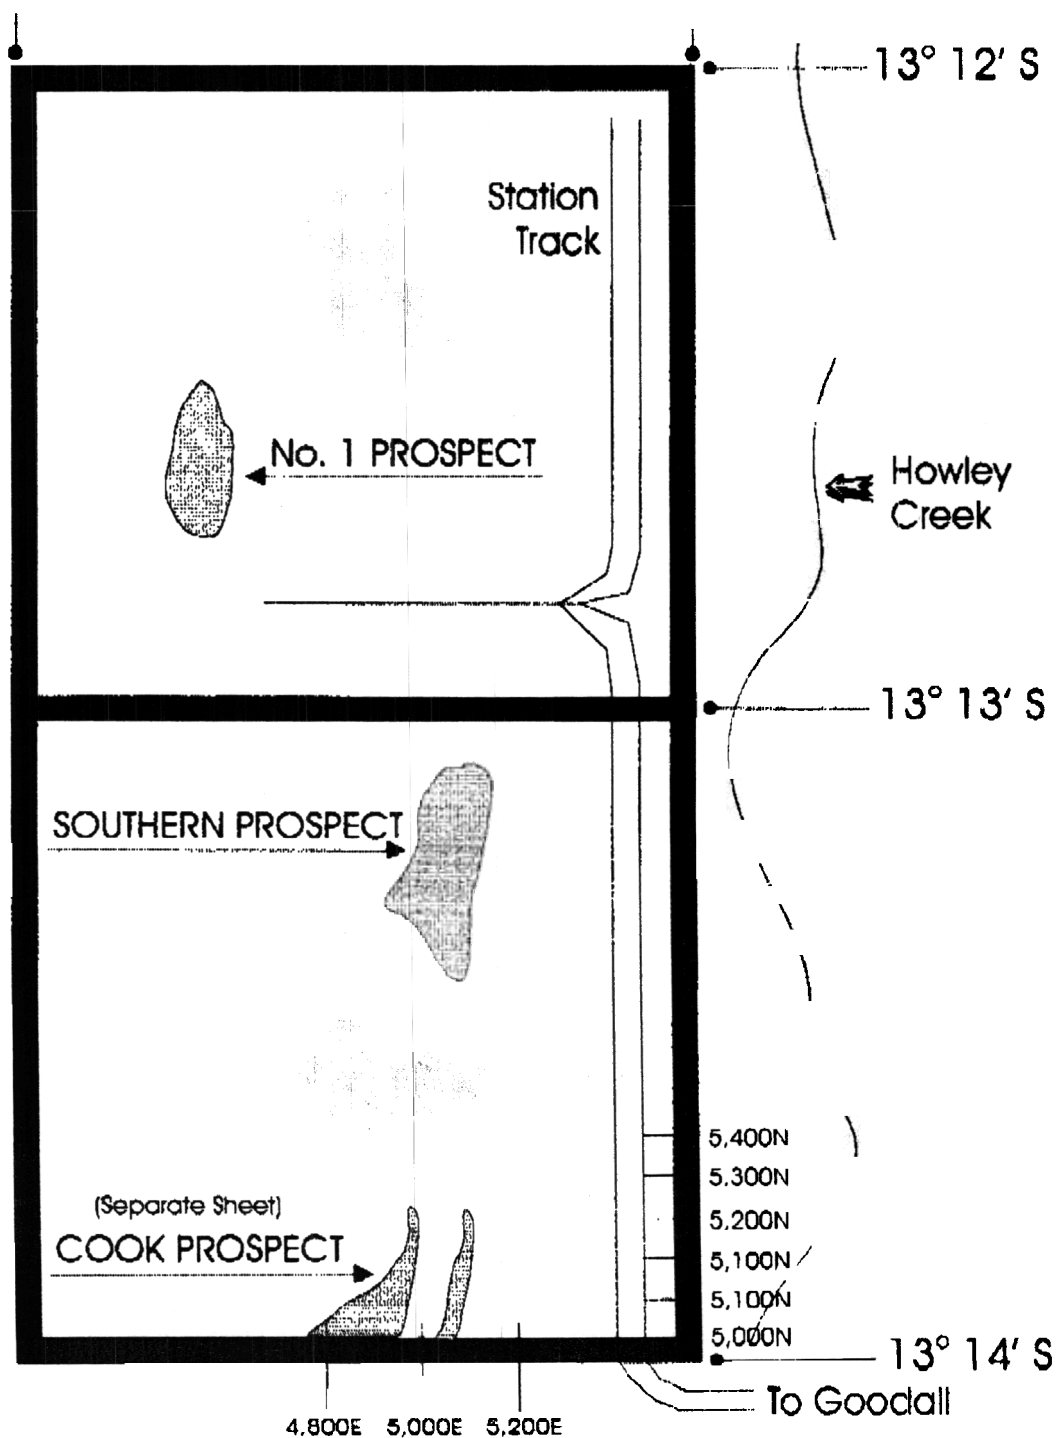 13° 12' S
Station
Track
No. 1 PROSPECT
Howley
Creek
13° 13' S
SOUTHERN PROSPECT
5,400N
5,300N
(Separate Sheet)
5,200N
COOK PROSPECT
5,100N
5,100N
5,000N
13° 14' S
To Goodall
4,800E 5,000E 5,200E